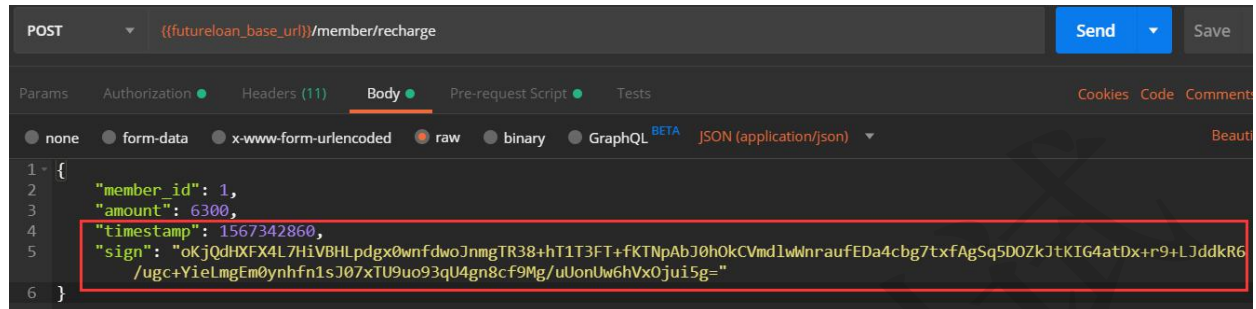 POST {{futureloan_base_url}}/member/recharge Send Save
Params Authorization Headers (11) Body Pre-request Script Tests Cookies Code Comments
none form-data x-www-form-urlencoded raw binary GraphQL BETA JSON (application/json) Beauti
1 {
2 "member_id": 1,
3 "amount": 6300,
4 "timestamp": 1567342860,
5 "sign": "oKjQdHXFX4L7HiVBHLpdgx0wnfdwoJnmgTR38+hT1T3FT+fKTNpAbJ0hOkCVmdlwWnraufEDa4cbg7txfAgSq5DOZkJtKIG4atDx+r9+LJddkR6
/ugc+YieLmgEm0ynhfn1sJ07xTU9uo93qU4gn8cf9Mg/uUonUw6hVxOjui5g="
6 }